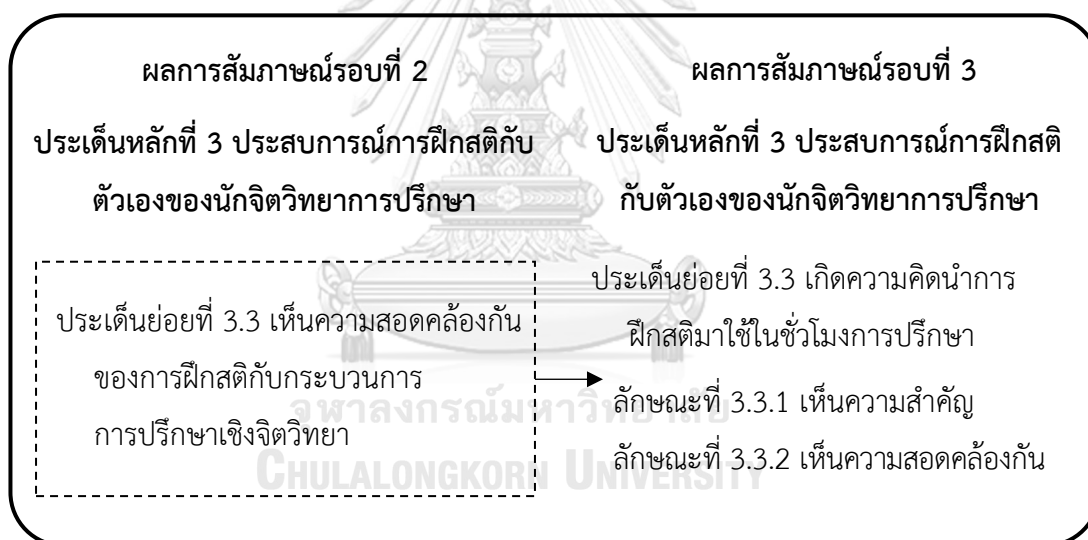 ผลการสัมภาษณ์รอบที่ 2
ประเด็นหลักที่ 3 ประสบการณ์การฝึกสติกับ
ตัวเองของนักจิตวิทยาการปรึกษา
ประเด็นย่อยที่ 3.3 เห็นความสอดคล้องกัน
ของการฝึกสติกับกระบวนการ
การปรึกษาเชิงจิตวิทยา
ผลการสัมภาษณ์รอบที่ 3
ประเด็นหลักที่ 3 ประสบการณ์การฝึกสติ
กับตัวเองของนักจิตวิทยาการปรึกษา
ประเด็นย่อยที่ 3.3 เกิดความคิดนำการ
ฝึกสติมาใช้ในชั่วโมงการปรึกษา
ลักษณะที่ 3.3.1 เห็นความสำคัญ
ลักษณะที่ 3.3.2 เห็นความสอดคล้องกัน
จุฬาลงกรณ์มหาวิทยาลัย
CHULALONGKORN UNIVERSITY